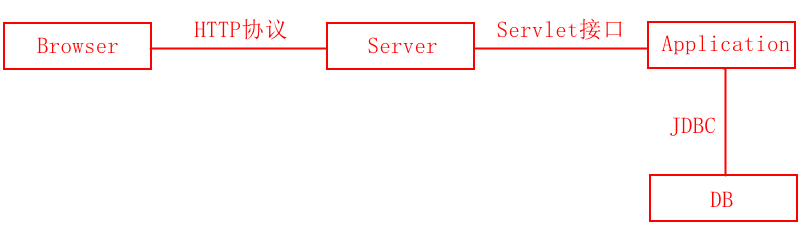 HTTP协议
Servlet接口
Browser
Server
Application
JDBC
DB